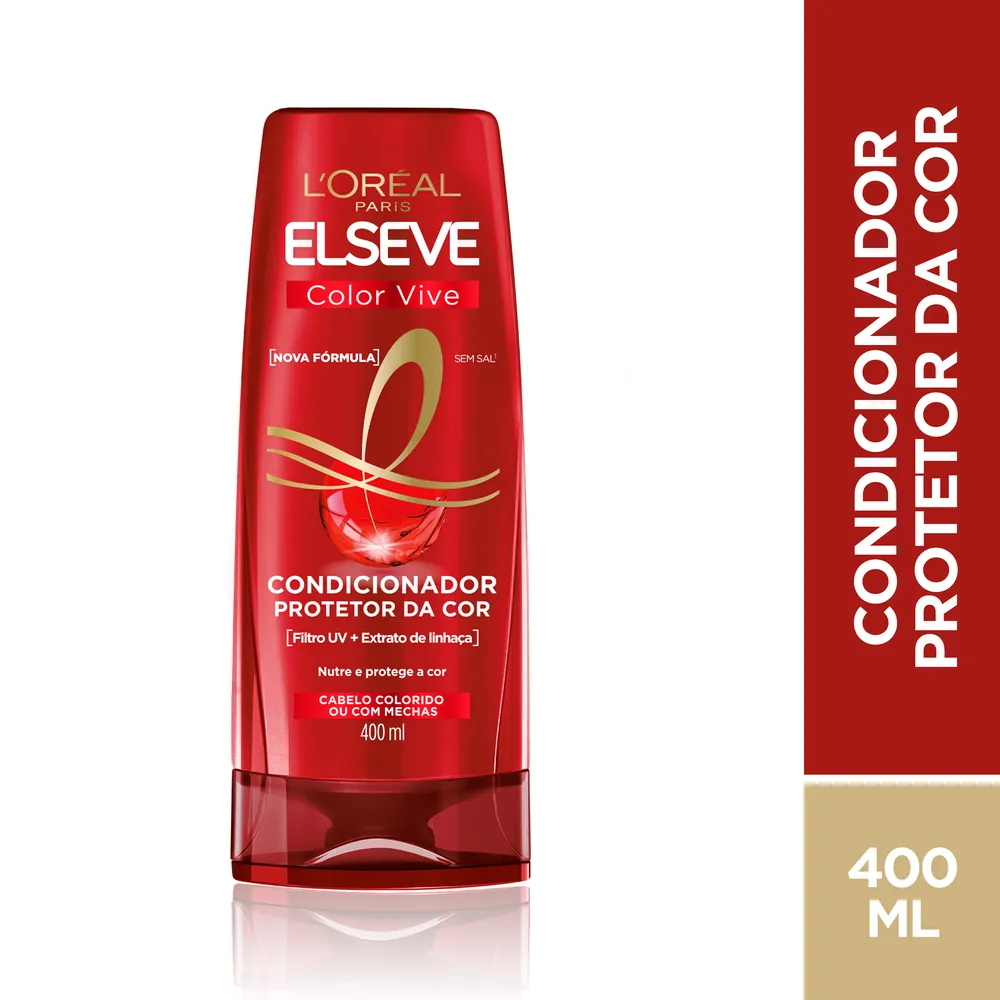 L'ORÉAL
PARIS
ELSEVE
Color Vive
[NOVA FÓRMULA]
SEM SAL¹
CONDICIONADOR
PROTETOR DA COR
[Filtro UV + Extrato de linhaça]
Nutre e protege a cor
CABELO COLORIDO
OU COM MECHAS
400 ml
CONDICIONADOR
PROTETOR DA COR
400
ML